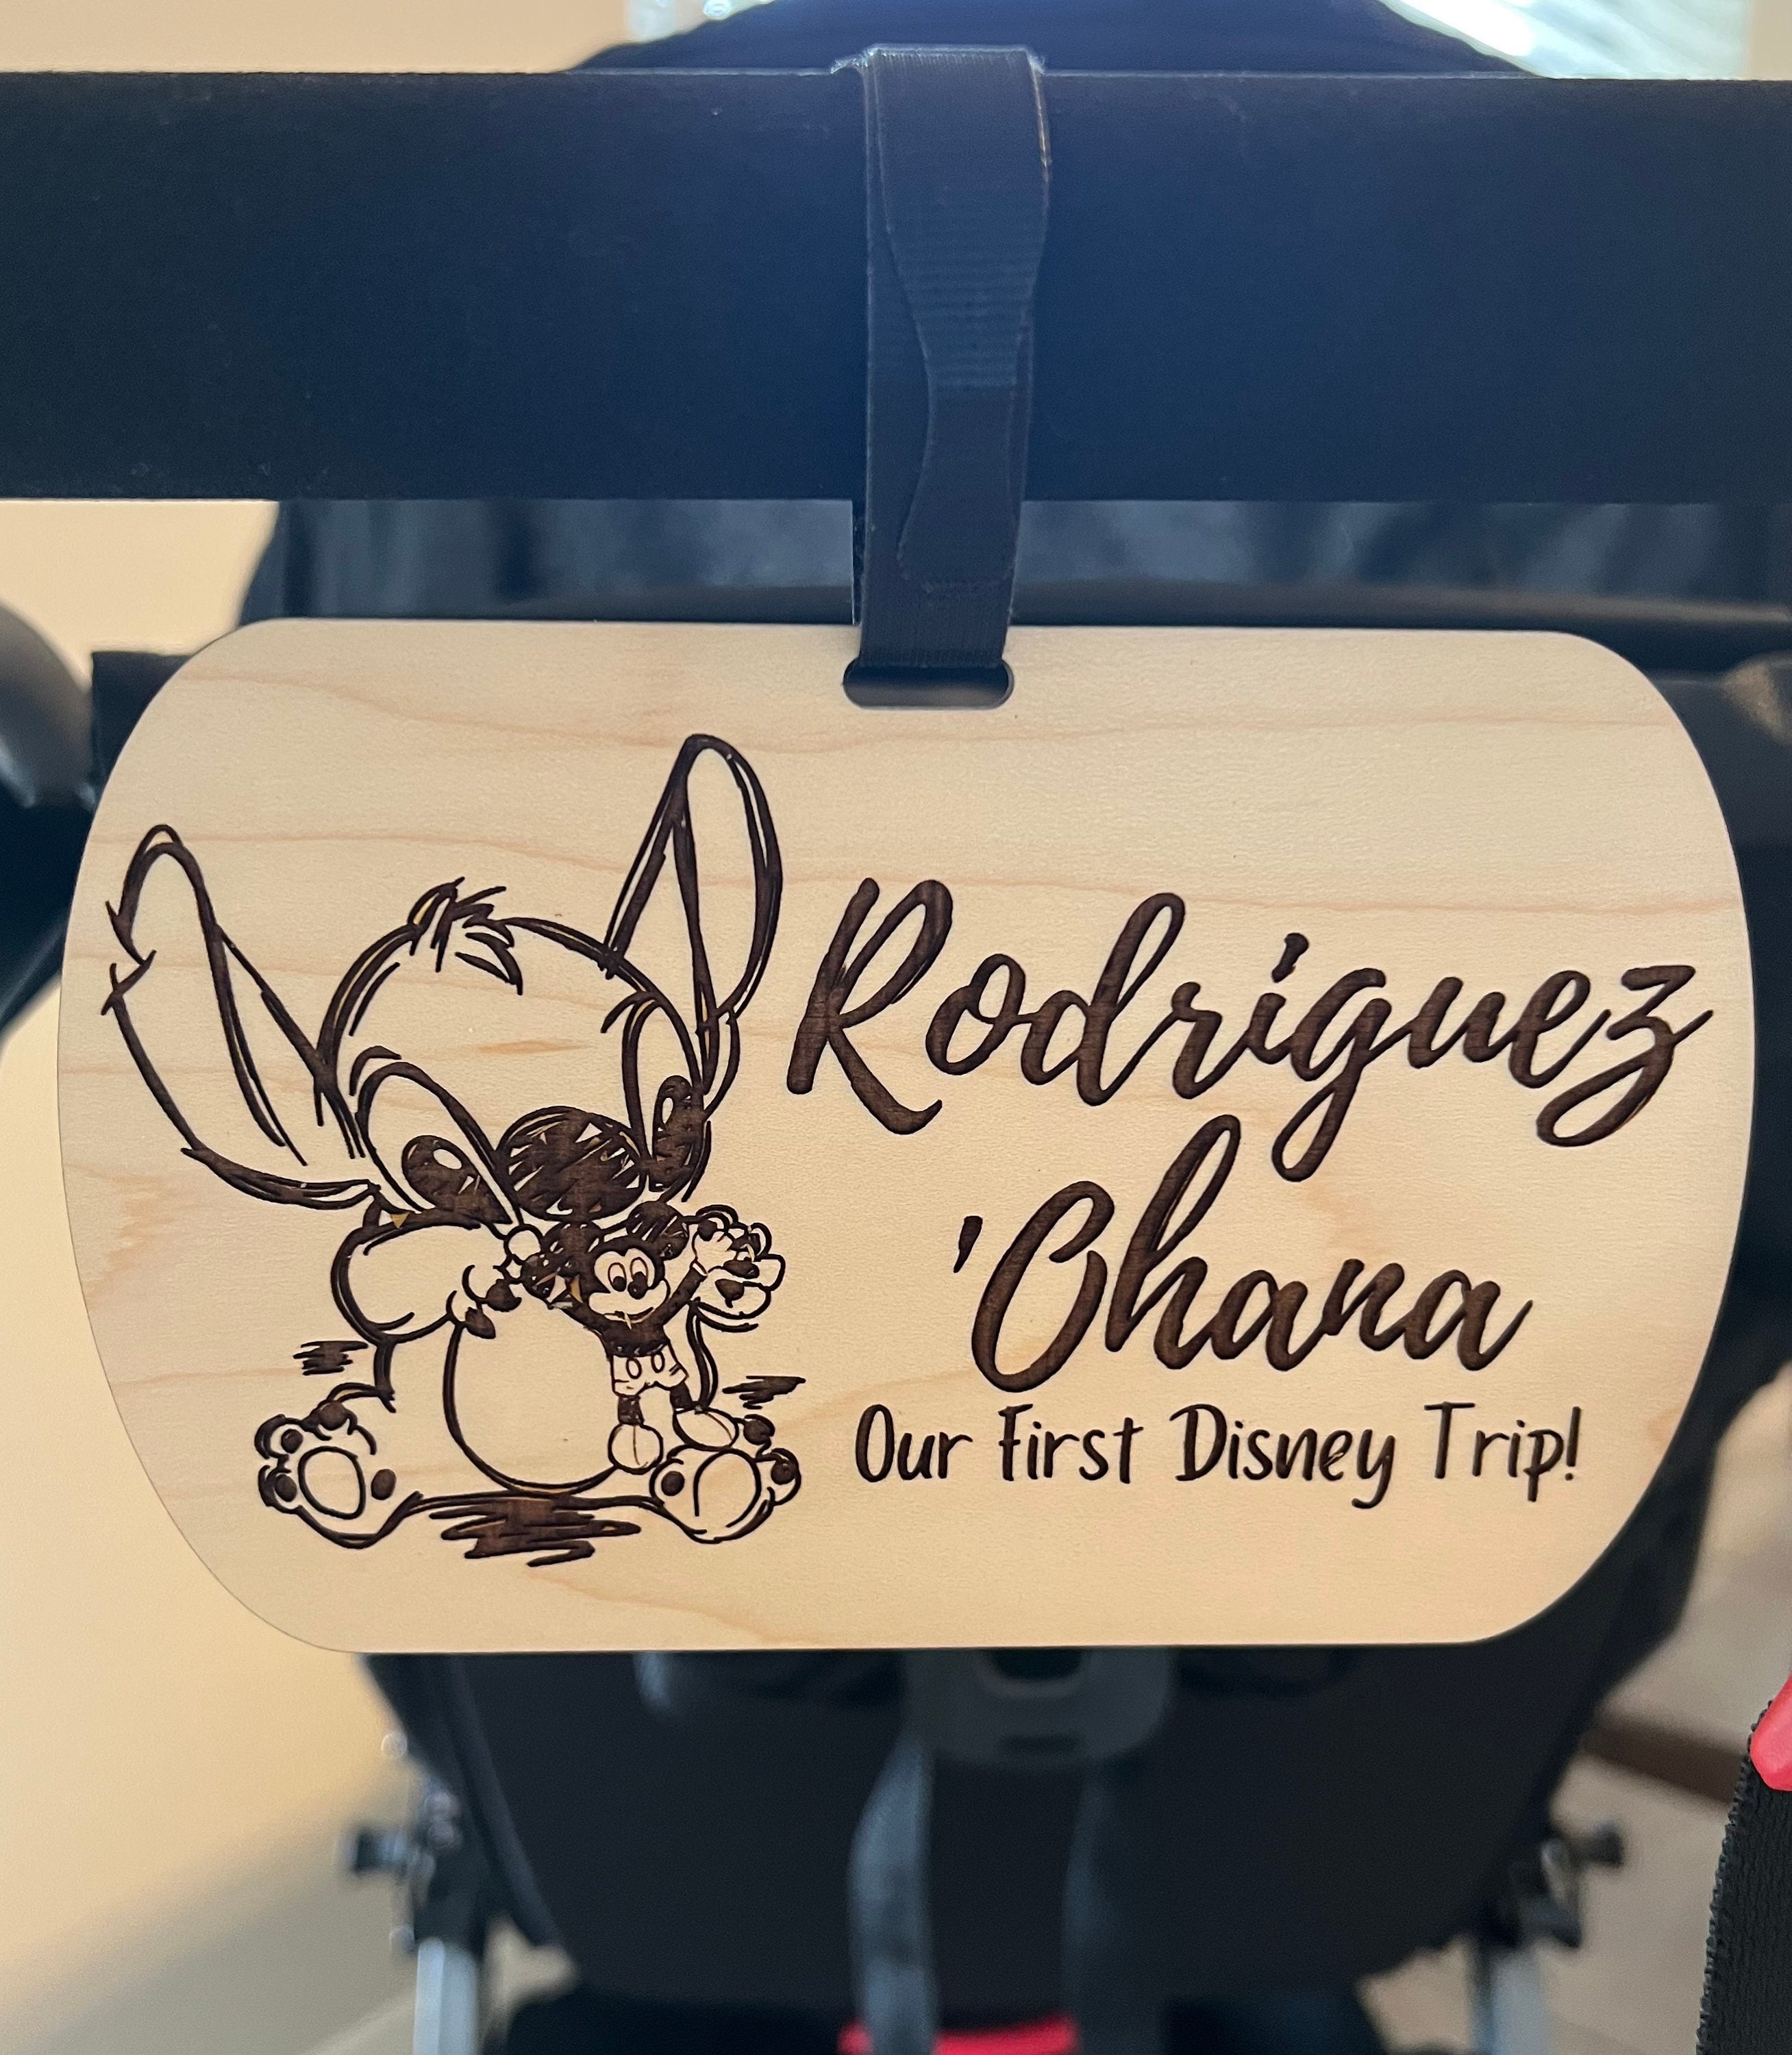 Rodriguez
'Ohana
Our First Disney Trip!